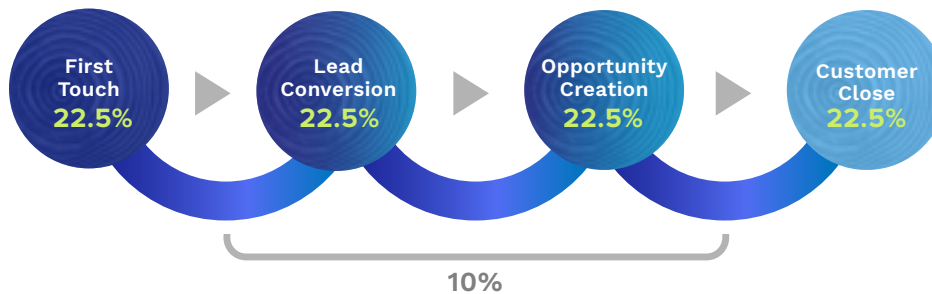 First
Touch
22.5%
Lead
Conversion
22.5%
Opportunity
Creation
22.5%
Customer
Close
22.5%
10%